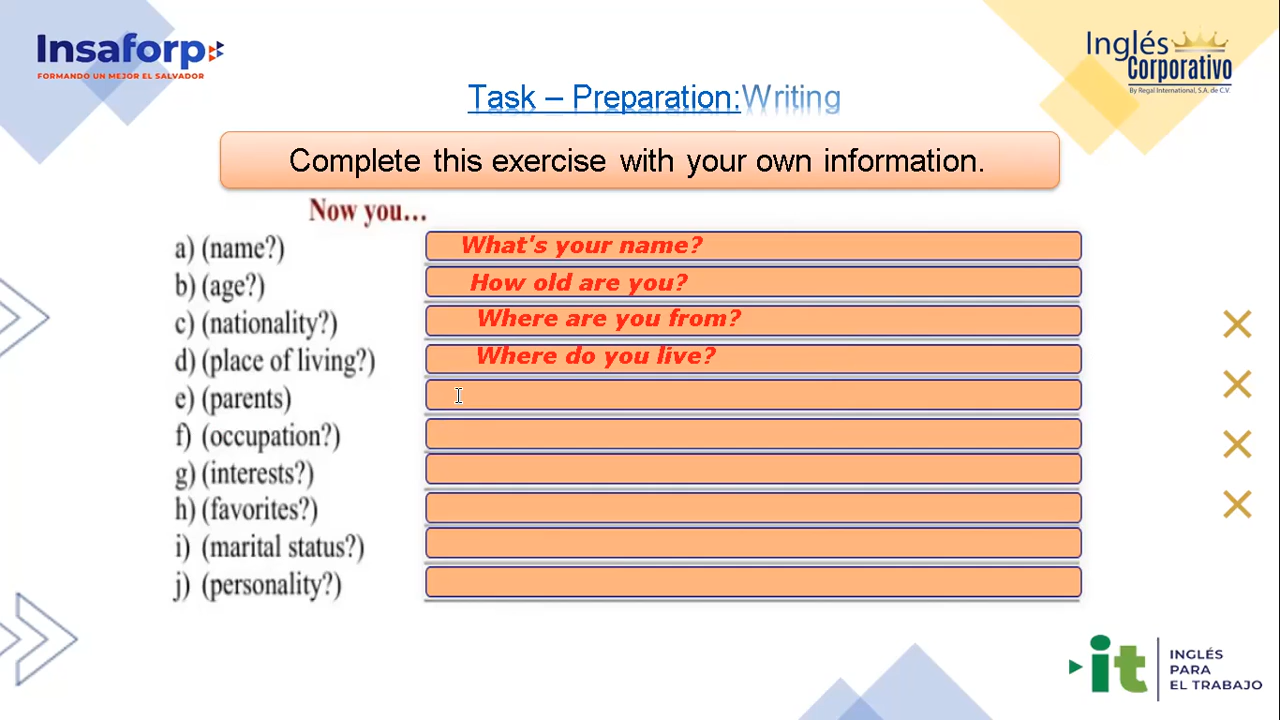 Insaforp
FORMANDO UN MEJOR EL SALVADOR
Inglés
Corporativo
By Regal International, S.A. de C.V.
Task – Preparation:Writing
Complete this exercise with your own information.
Now you...
a) (name?) What's your name?
b) (age?) How old are you?
c) (nationality?) Where are you from?
d) (place of living?) Where do you live?
e) (parents)
f) (occupation?)
g) (interests?)
h) (favorites?)
i) (marital status?)
j) (personality?)
it
INGLÉS
PARA
EL TRABAJO